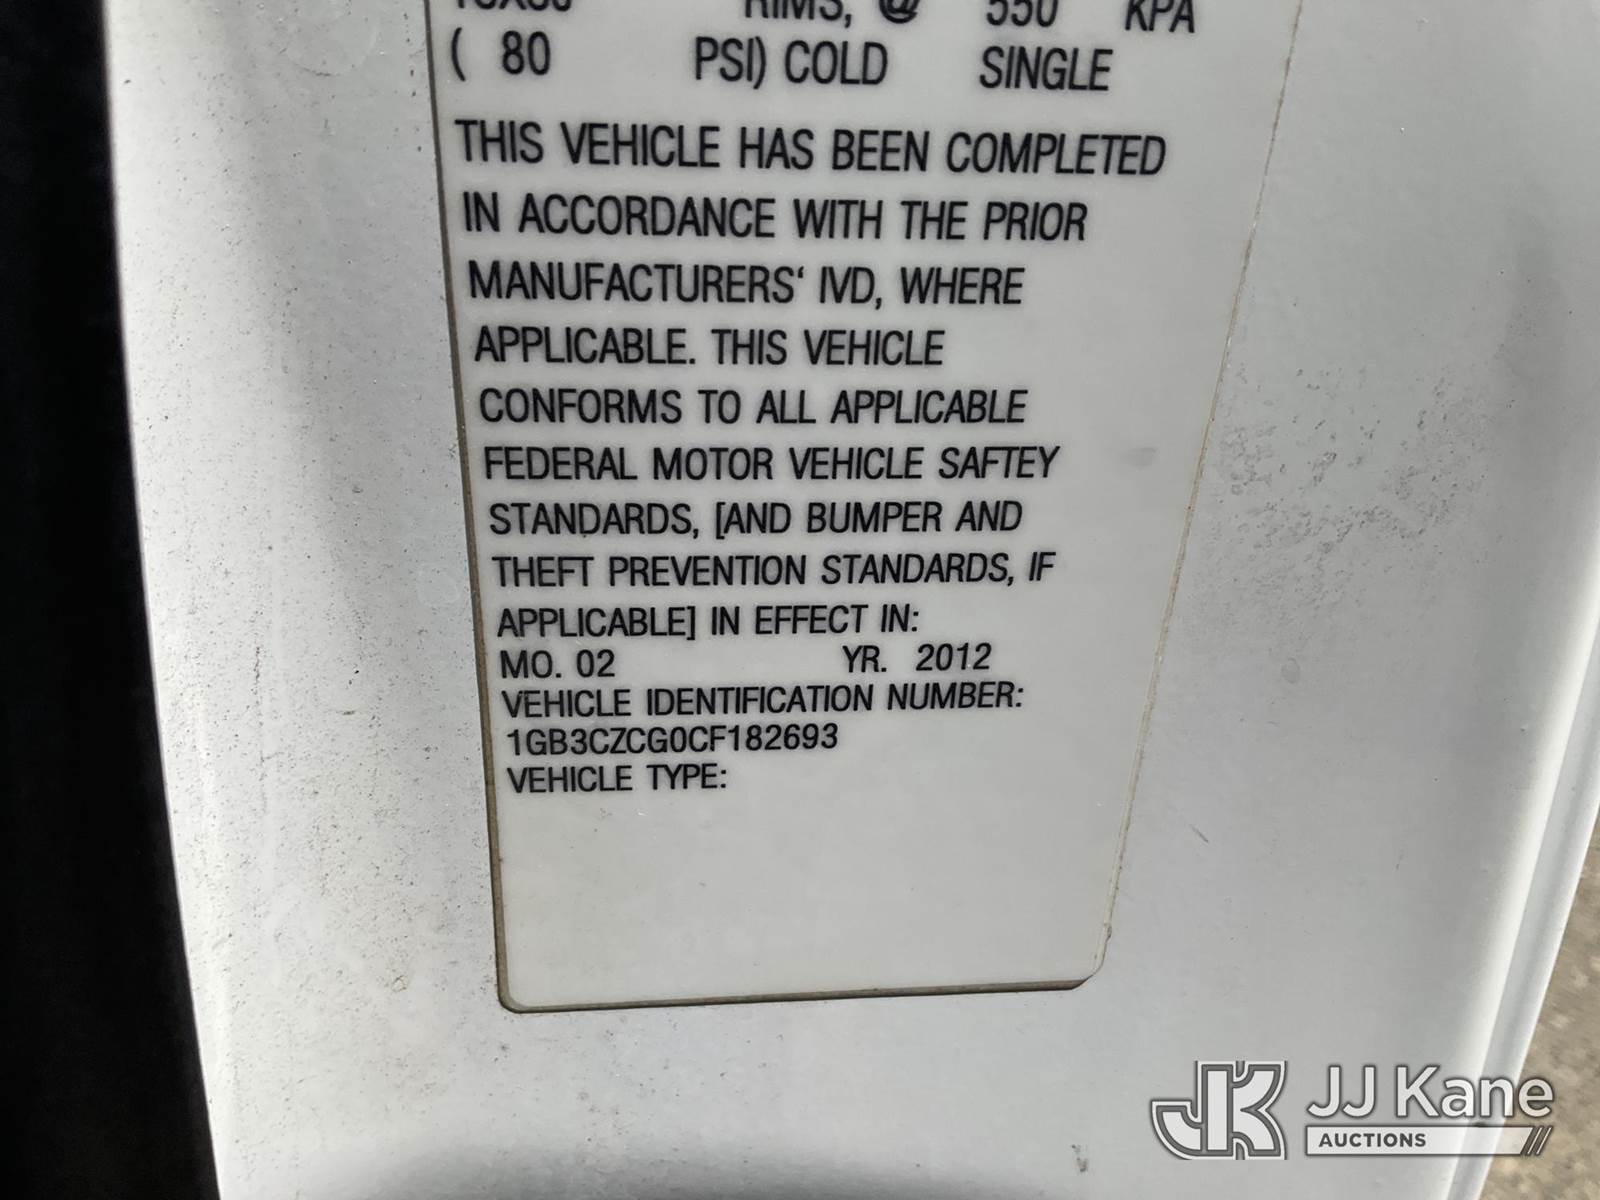 RIMS, @ 550 KPA
( 80 PSI) COLD SINGLE
THIS VEHICLE HAS BEEN COMPLETED
IN ACCORDANCE WITH THE PRIOR
MANUFACTURERS' IVD, WHERE
APPLICABLE. THIS VEHICLE
CONFORMS TO ALL APPLICABLE
FEDERAL MOTOR VEHICLE SAFTEY
STANDARDS, [AND BUMPER AND
THEFT PREVENTION STANDARDS, IF
APPLICABLE] IN EFFECT IN:
MO. 02 YR. 2012
VEHICLE IDENTIFICATION NUMBER:
1GB3CZCG0CF182693
VEHICLE TYPE:
JK JJ Kane
AUCTIONS